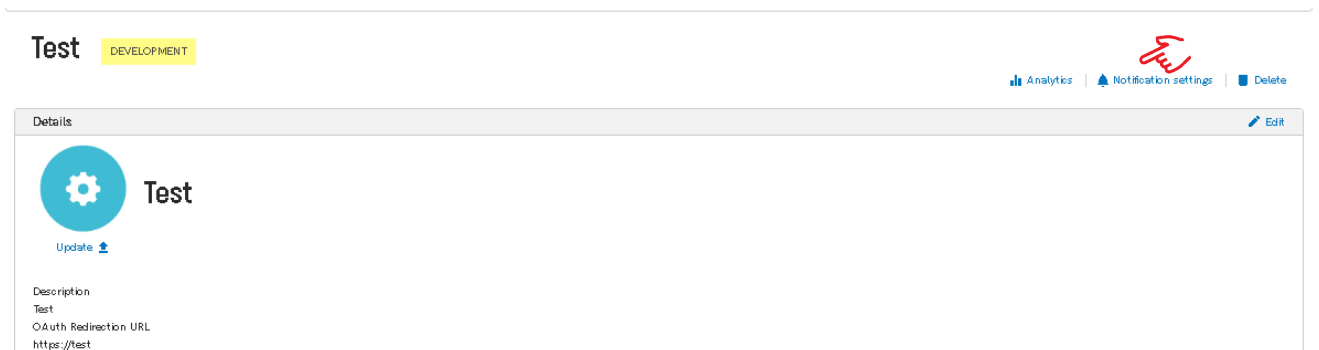 Test DEVELOPMENT
Analytics Notification settings Delete
Details Edit
Test
Update
Description
Test
OAuth Redirection URL
https://test